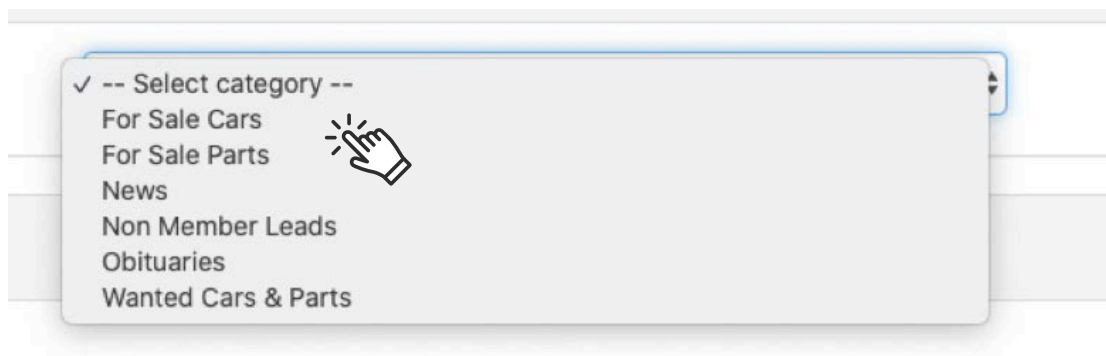 ✓ -- Select category --
For Sale Cars
For Sale Parts
News
Non Member Leads
Obituaries
Wanted Cars & Parts